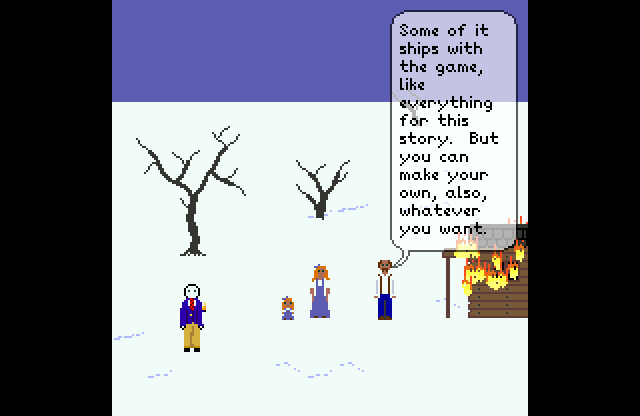 Some of it
ships with
the game,
like
everything
for this
story.  But
you can
make your
own, also,
whatever
you want.